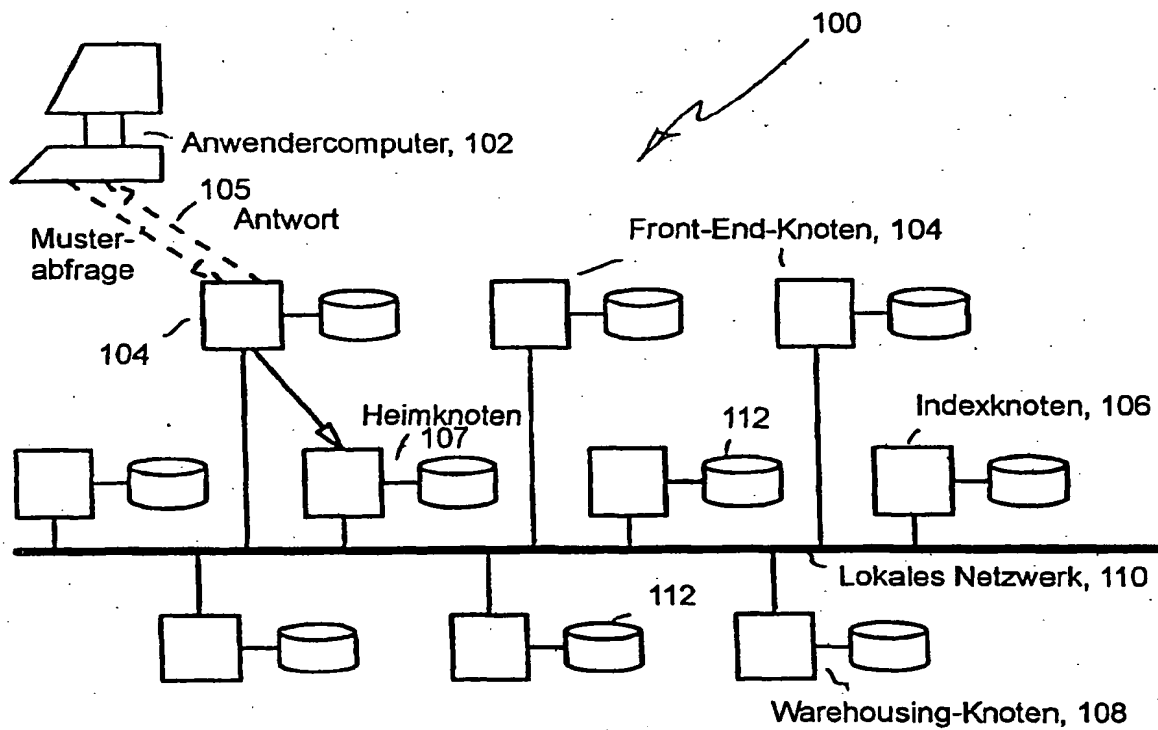 100
Anwendercomputer, 102
105
Antwort
Muster-
abfrage
Front-End-Knoten, 104
104
Heimknoten
107
112
Indexknoten, 106
Lokales Netzwerk, 110
112
Warehousing-Knoten, 108